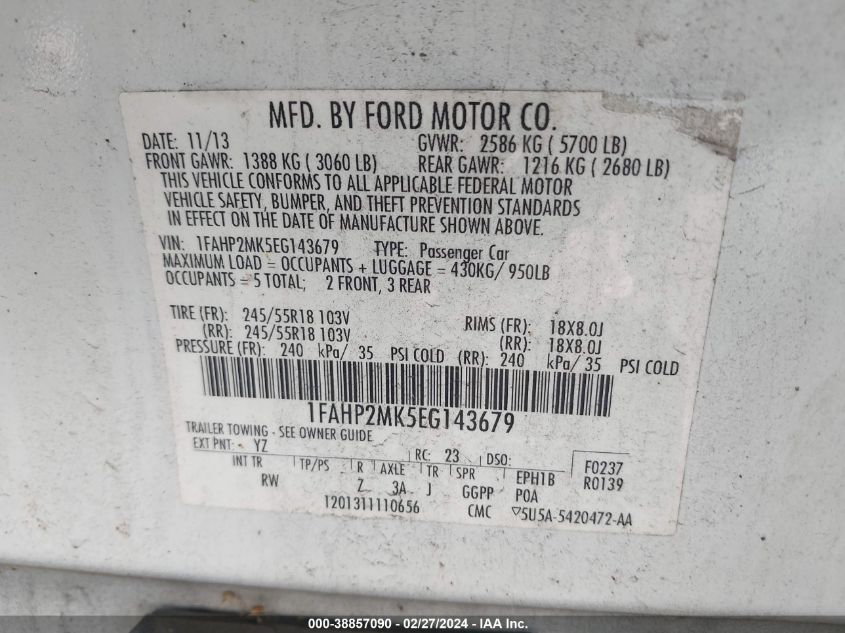 MFD. BY FORD MOTOR CO.
DATE: 11/13 GVWR: 2586 KG ( 5700 LB)
FRONT GAWR: 1388 KG ( 3060 LB) REAR GAWR: 1216 KG ( 2680 LB)
THIS VEHICLE CONFORMS TO ALL APPLICABLE FEDERAL MOTOR
VEHICLE SAFETY, BUMPER, AND THEFT PREVENTION STANDARDS
IN EFFECT ON THE DATE OF MANUFACTURE SHOWN ABOVE.
VIN: 1FAHP2MK5EG143679 TYPE: Passenger Car
MAXIMUM LOAD = OCCUPANTS + LUGGAGE = 430KG/ 950LB
OCCUPANTS = 5 TOTAL; 2 FRONT, 3 REAR
TIRE (FR): 245/55R18 103V RIMS (FR): 18X8.0J
(RR): 245/55R18 103V (RR): 18X8.0J
PRESSURE (FR): 240 kPa/ 35 PSI COLD (RR): 240 kPa/ 35 PSI COLD
1FAHP2MK5EG143679
TRAILER TOWING - SEE OWNER GUIDE
EXT PNT: YZ RC: 23 DSO: F0237
INT TR TP/PS R AXLE TR SPR EPH1B R0139
RW Z 3A J GGPP POA
1201311110656 CMC ▽5U5A-5420472-AA
000-38857090 - 02/27/2024 - IAA Inc.